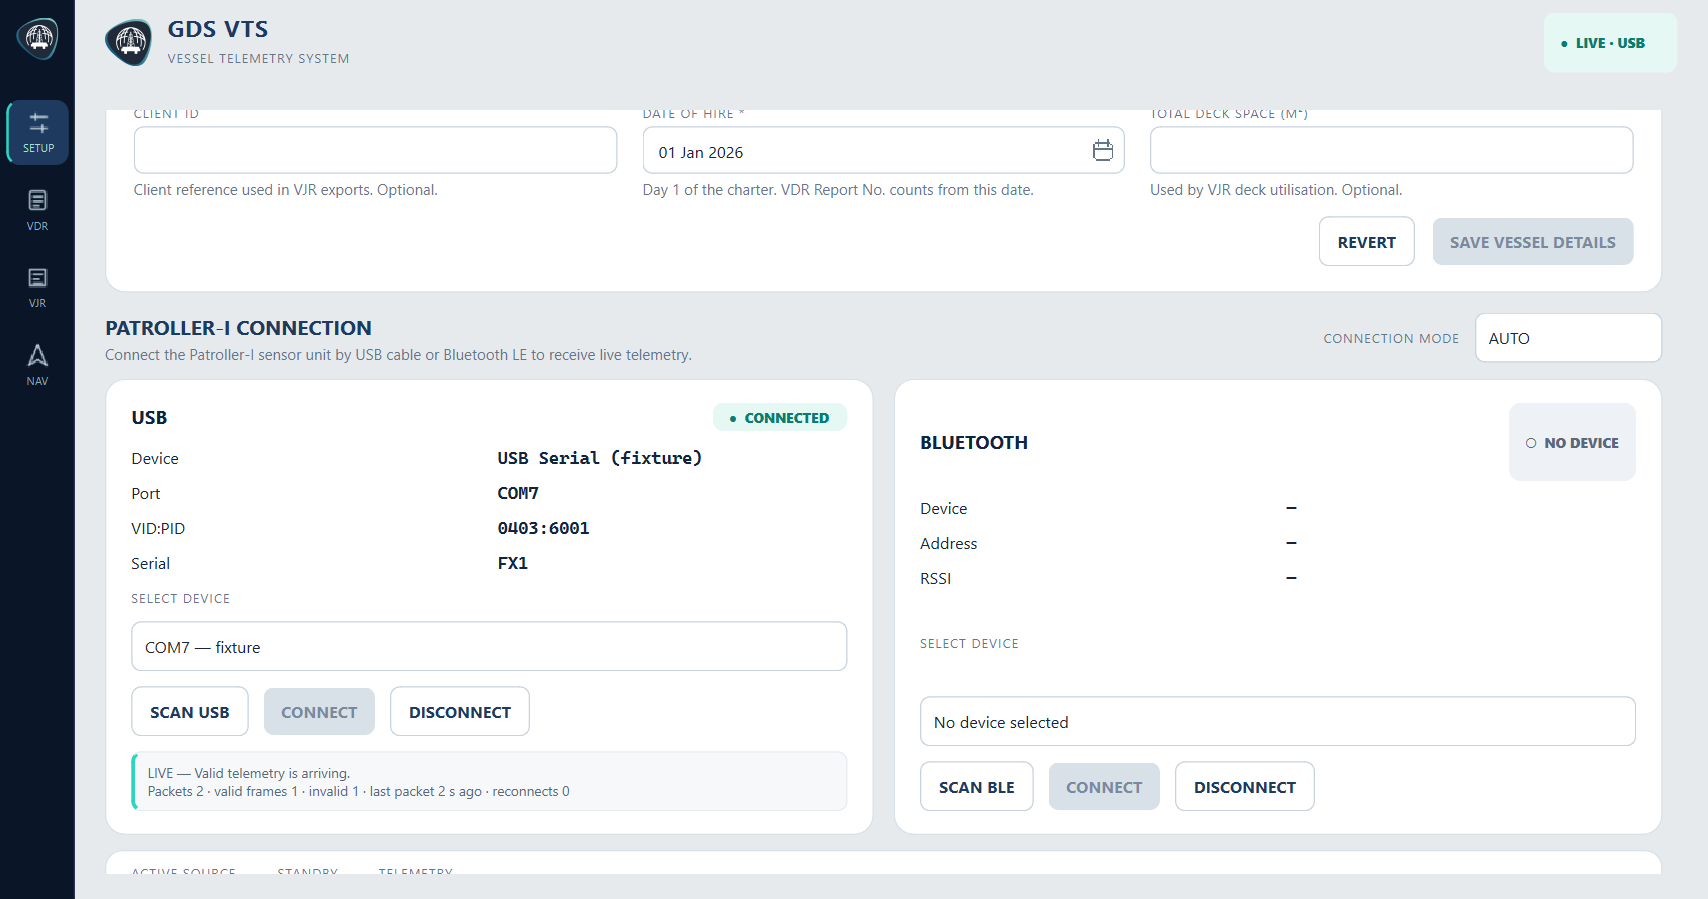 GDS VTS
VESSEL TELEMETRY SYSTEM
● LIVE · USB
SETUP
VDR
VJR
NAV
CLIENT ID
DATE OF HIRE *
TOTAL DECK SPACE (M²)
01 Jan 2026
Client reference used in VJR exports. Optional.
Day 1 of the charter. VDR Report No. counts from this date.
Used by VJR deck utilisation. Optional.
REVERT
SAVE VESSEL DETAILS
PATROLLER-I CONNECTION
Connect the Patroller-I sensor unit by USB cable or Bluetooth LE to receive live telemetry.
CONNECTION MODE
AUTO
USB
● CONNECTED
Device USB Serial (fixture)
Port COM7
VID:PID 0403:6001
Serial FX1
SELECT DEVICE
COM7 — fixture
SCAN USB
CONNECT
DISCONNECT
LIVE — Valid telemetry is arriving.
Packets 2 · valid frames 1 · invalid 1 · last packet 2 s ago · reconnects 0
BLUETOOTH
○ NO DEVICE
Device –
Address –
RSSI –
SELECT DEVICE
No device selected
SCAN BLE
CONNECT
DISCONNECT
ACTIVE SOURCE
STANDBY
TELEMETRY